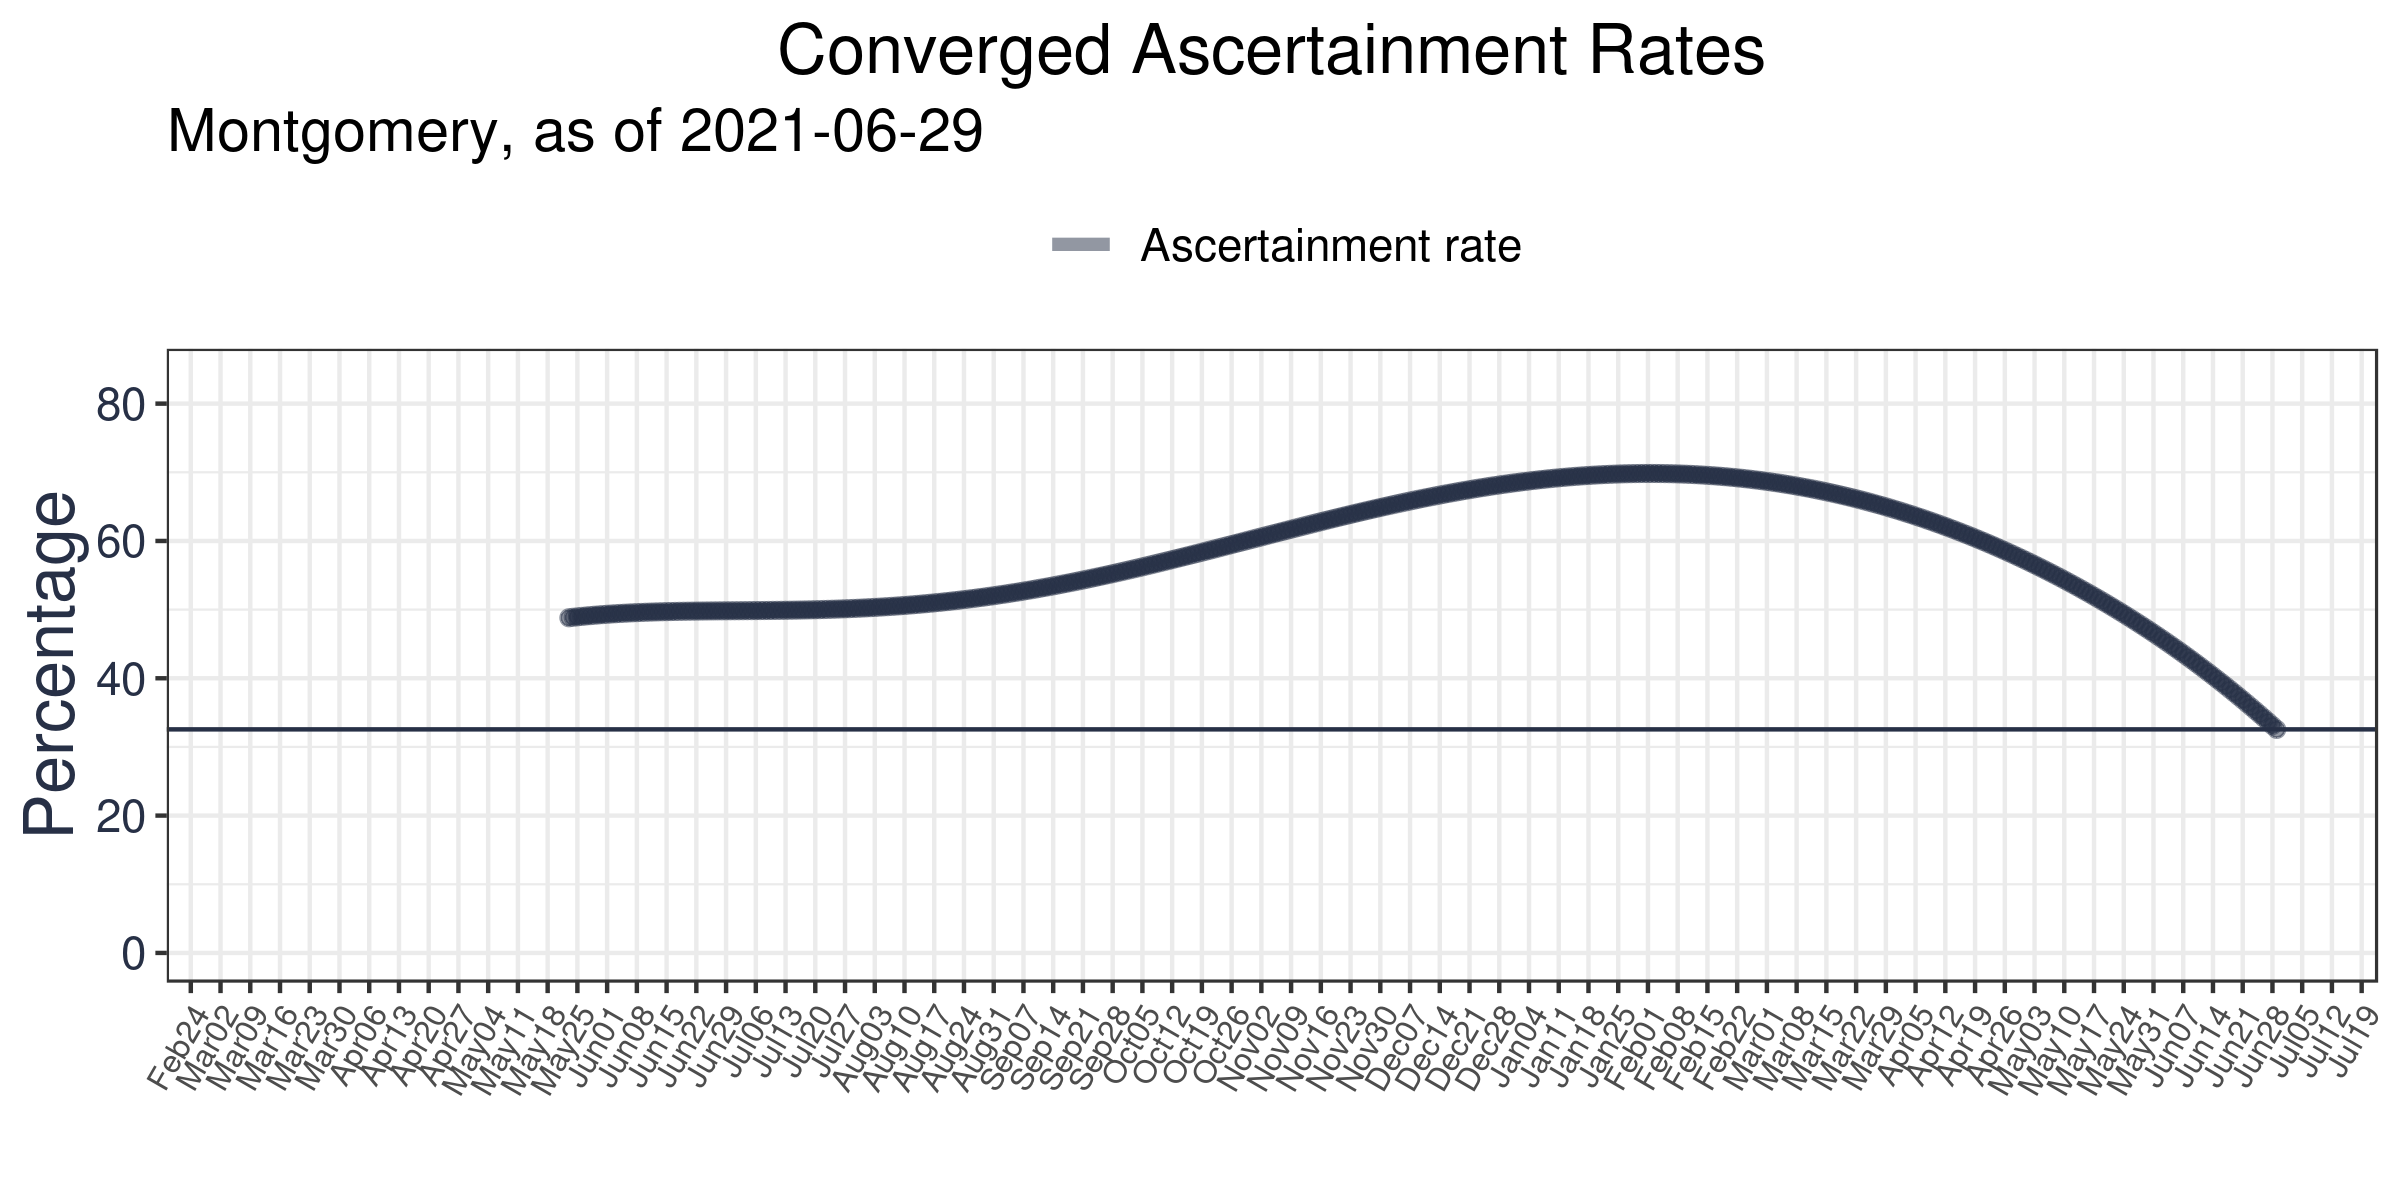 Converged Ascertainment Rates
Montgomery, as of 2021-06-29
Ascertainment rate
Percentage
80
60
40
20
0
Feb24
Mar02
Mar09
Mar16
Mar23
Mar30
Apr06
Apr13
Apr20
Apr27
May04
May11
May18
May25
Jun01
Jun08
Jun15
Jun22
Jun29
Jul06
Jul13
Jul20
Jul27
Aug03
Aug10
Aug17
Aug24
Aug31
Sep07
Sep14
Sep21
Sep28
Oct05
Oct12
Oct19
Oct26
Nov02
Nov09
Nov16
Nov23
Nov30
Dec07
Dec14
Dec21
Dec28
Jan04
Jan11
Jan18
Jan25
Feb01
Feb08
Feb15
Feb22
Mar01
Mar08
Mar15
Mar22
Mar29
Apr05
Apr12
Apr19
Apr26
May03
May10
May17
May24
May31
Jun07
Jun14
Jun21
Jun28
Jul05
Jul12
Jul19